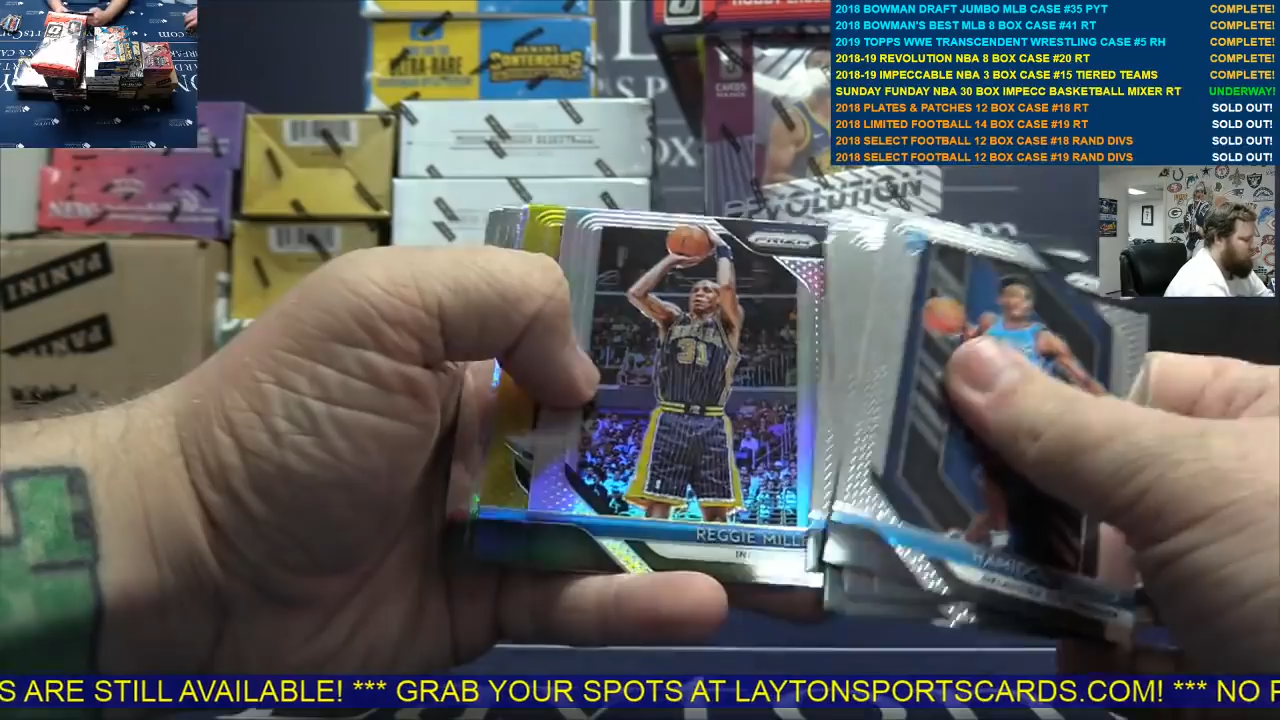 2018 BOWMAN DRAFT JUMBO MLB CASE #35 PYT COMPLETE!
2018 BOWMAN'S BEST MLB 8 BOX CASE #41 RT COMPLETE!
2019 TOPPS WWE TRANSCENDENT WRESTLING CASE #5 RH COMPLETE!
2018-19 REVOLUTION NBA 8 BOX CASE #20 RT COMPLETE!
2018-19 IMPECCABLE NBA 3 BOX CASE #15 TIERED TEAMS COMPLETE!
SUNDAY FUNDAY NBA 30 BOX IMPECC BASKETBALL MIXER RT UNDERWAY!
2018 PLATES & PATCHES 12 BOX CASE #18 RT SOLD OUT!
2018 LIMITED FOOTBALL 14 BOX CASE #19 RT SOLD OUT!
2018 SELECT FOOTBALL 12 BOX CASE #18 RAND DIVS SOLD OUT!
2018 SELECT FOOTBALL 12 BOX CASE #19 RAND DIVS SOLD OUT!
ULTRA-RARE
PANINI
CONTENDERS
REVOLUTION
PANINI
PANINI
PRIZM
31
REGGIE MILL
IN
S ARE STILL AVAILABLE! *** GRAB YOUR SPOTS AT LAYTONSPORTSCARDS.COM! *** NO